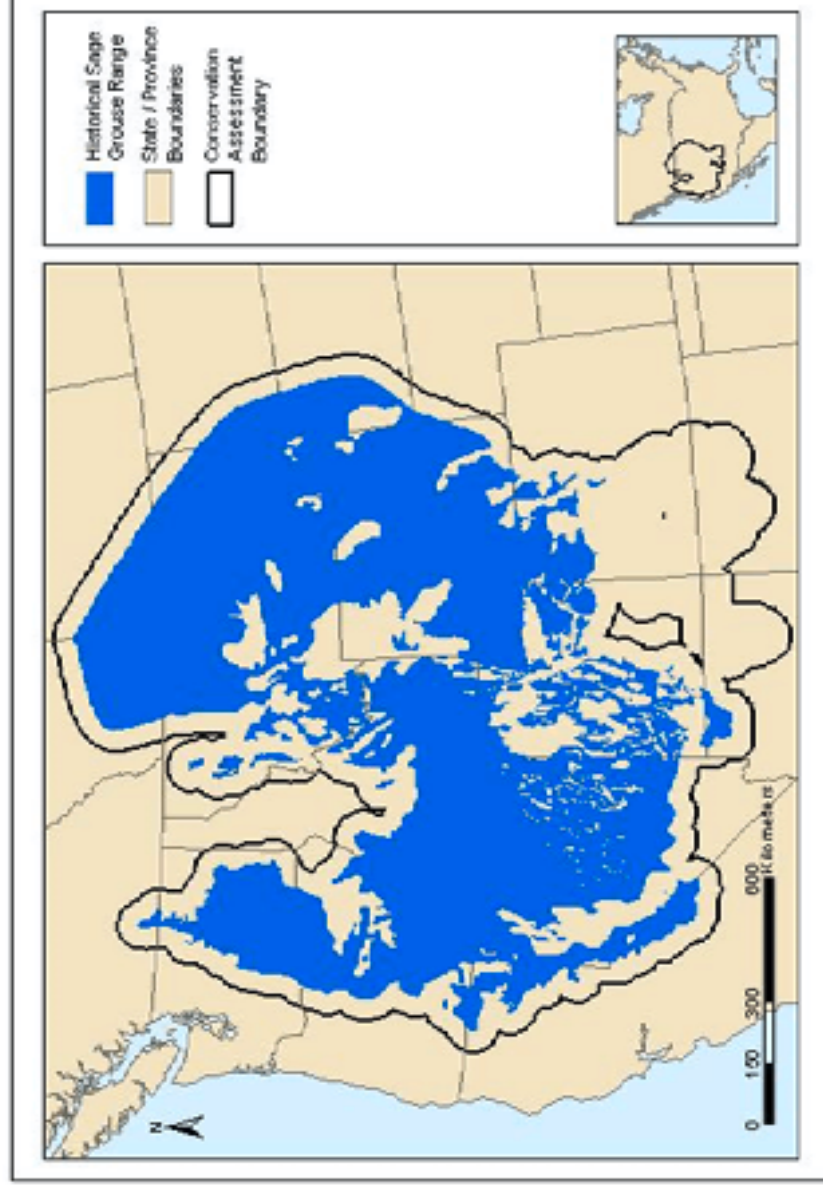 Historical Sage
Grouse Range
State / Province
Boundaries
Conservation
Assessment
Boundary
N
0 150 300 600
Kilometers